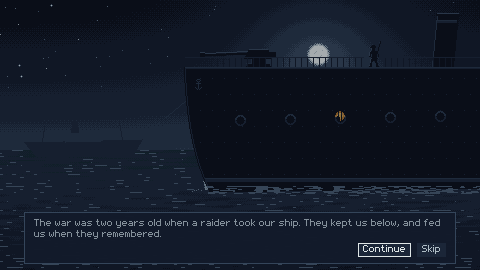 The war was two years old when a raider took our ship. They kept us below, and fed
us when they remembered.
Continue Skip